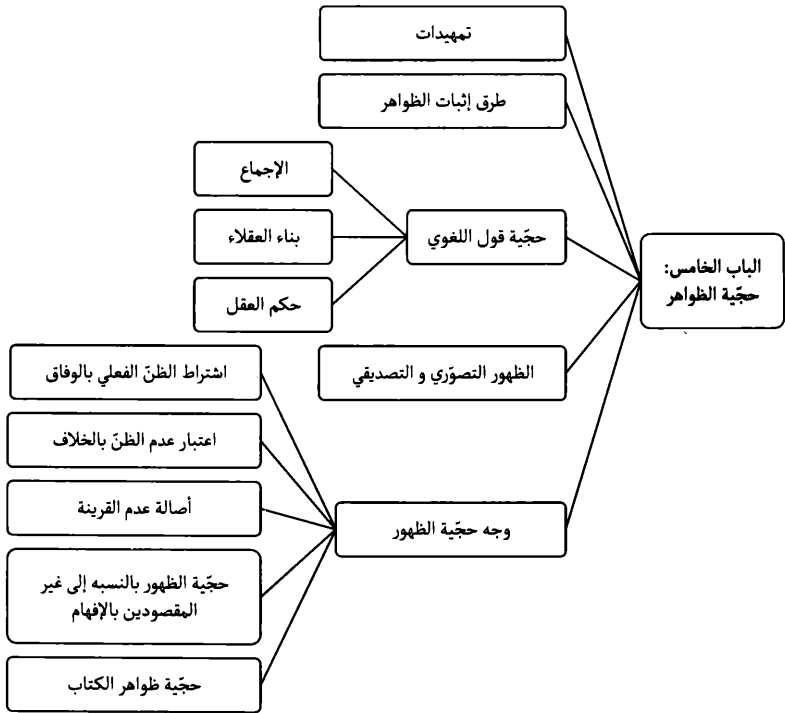 الباب الخامس:
حجّية الظواهر
تمهيدات
طرق إثبات الظواهر
حجّية قول اللغوي
الإجماع
بناء العقلاء
حكم العقل
الظهور التصوّري و التصديقي
وجه حجّية الظهور
اشتراط الظنّ الفعلي بالوفاق
اعتبار عدم الظنّ بالخلاف
أصالة عدم القرينة
حجّية الظهور بالنسبه إلى غير
المقصودين بالإفهام
حجّية ظواهر الكتاب